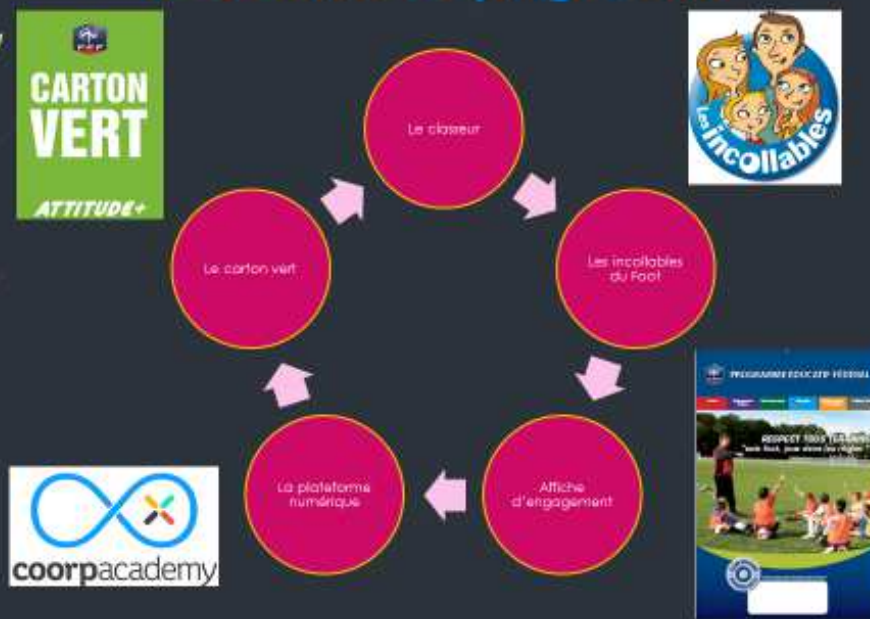 FFF
CARTON
VERT
ATTITUDE+
Le classeur
Les
incollables
Le carton vert
Les incollables
du Foot
PROGRAMME EDUCATIF FÉDÉRAL
RESPECT TOUS TERRAINS
La plateforme
numérique
Affiche
d'engagement
coorpacademy